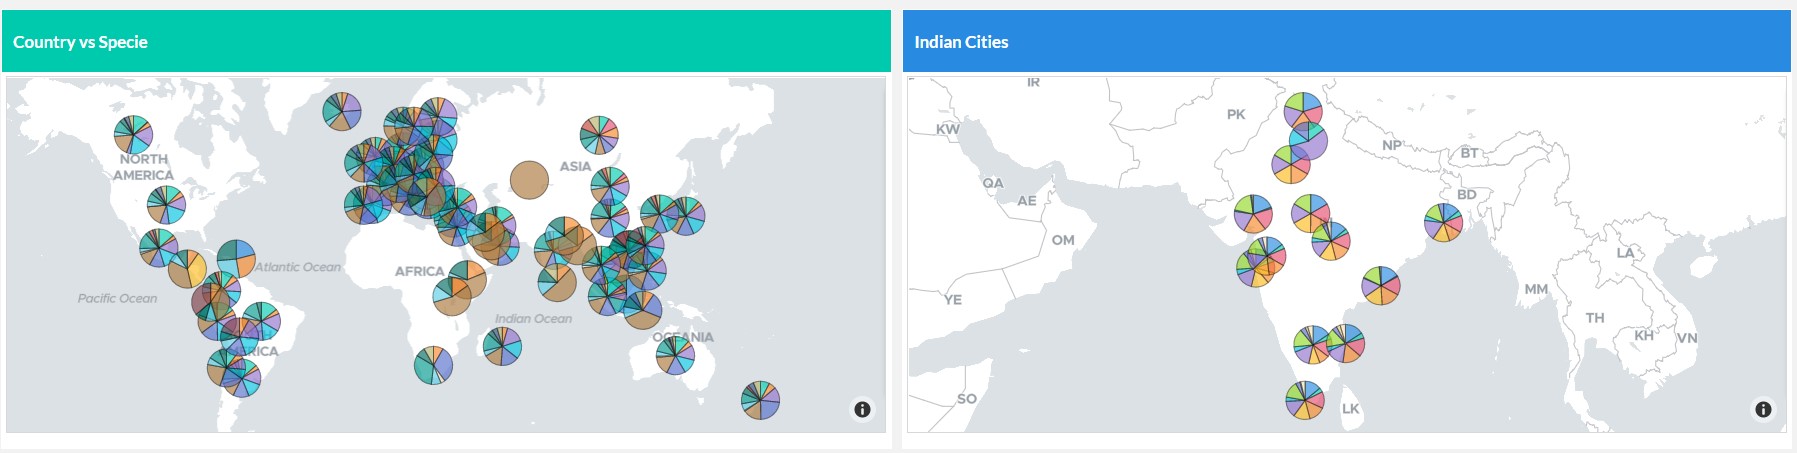 Country vs Specie
Indian Cities
NORTH
AMERICA
Atlantic Ocean
Pacific Ocean
AFRICA
ASIA
Indian Ocean
OCEANIA
ERICA
i
IR
PK
KW
NP
BT
QA
AE
BD
OM
LA
YE
MM
TH
KH
VN
SO
LK
i